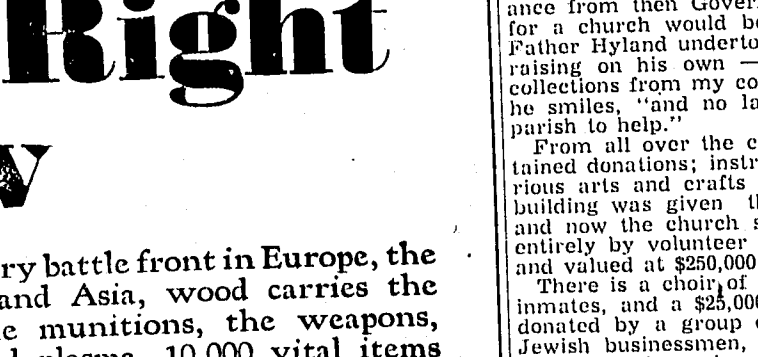 Right
ry battle front in Europe, the
and Asia, wood carries the
e munitions, the weapons,
10,000 vital items
ance from then Gover
for a church would b
Father Hyland underto
raising on his own —
collections from my co
he smiles, "and no la
parish to help."
From all over the c
tained donations; instr
rious arts and crafts
building was given t
and now the church s
entirely by volunteer
and valued at $250,000
There is a choir of
inmates, and a $25,00
donated by a group
Jewish businessmen,